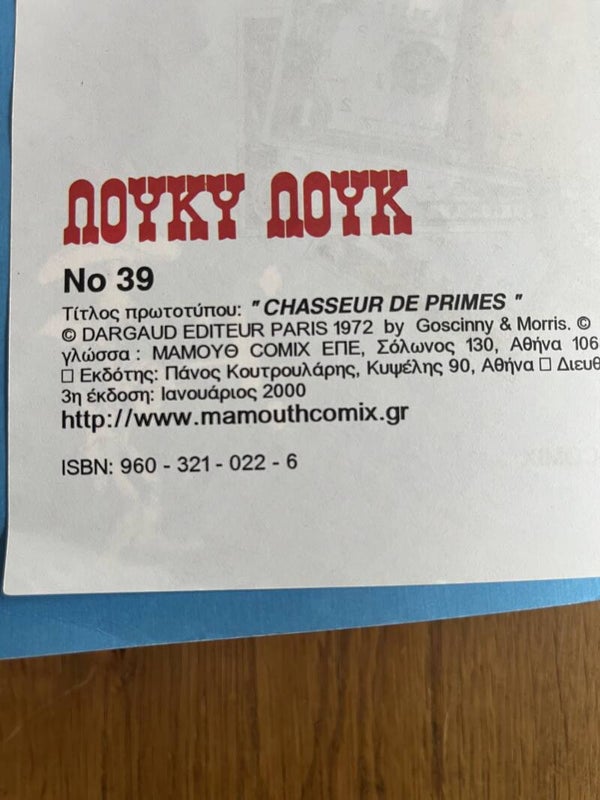 ΛΟΥΚΥ ΛΟΥΚ
No 39
Τίτλος πρωτοτύπου: " CHASSEUR DE PRIMES "
© DARGAUD EDITEUR PARIS 1972 by Goscinny & Morris. ©
γλώσσα : ΜΑΜΟΥΘ COMIX ΕΠΕ, Σόλωνος 130, Αθήνα 106
□ Εκδότης: Πάνος Κουτρουλάρης, Κυψέλης 90, Αθήνα □ Διευθ
3η έκδοση: Ιανουάριος 2000
http://www.mamouthcomix.gr
ISBN: 960 - 321 - 022 - 6